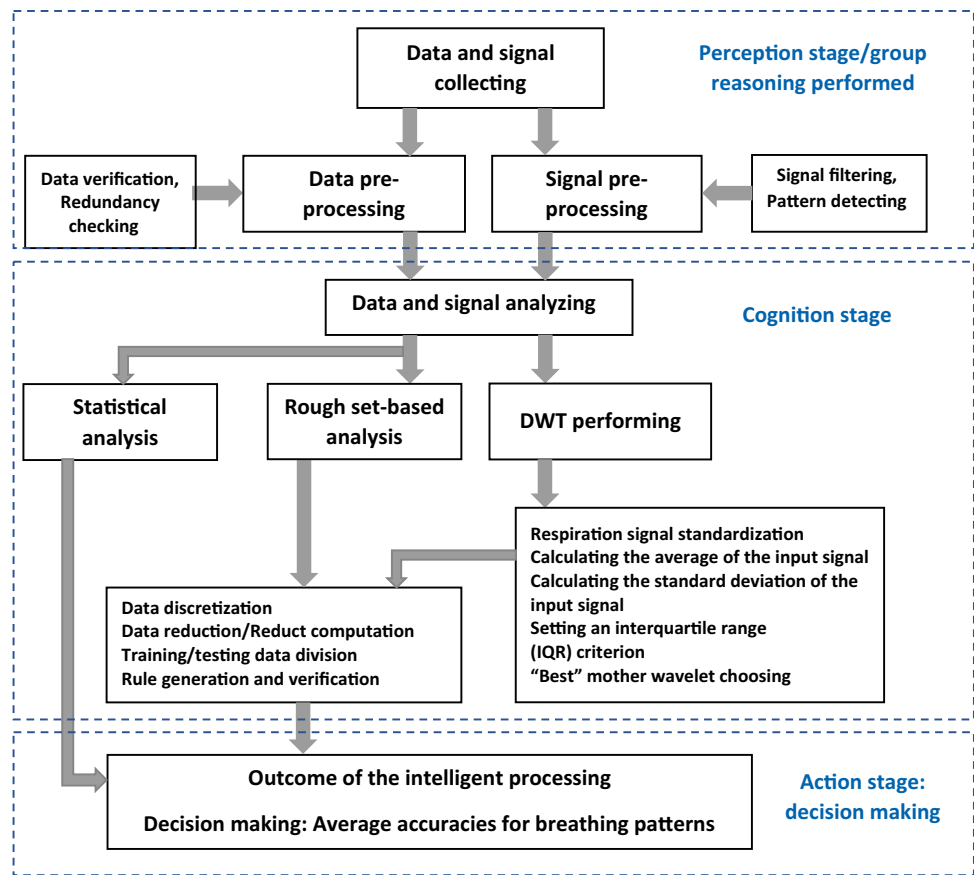 Data and signal
collecting
Perception stage/group
reasoning performed
Data verification,
Redundancy
checking
Data pre-
processing
Signal pre-
processing
Signal filtering,
Pattern detecting
Data and signal analyzing
Cognition stage
Statistical
analysis
Rough set-based
analysis
DWT performing
Respiration signal standardization
Calculating the average of the input signal
Calculating the standard deviation of the
input signal
Setting an interquartile range
(IQR) criterion
“Best” mother wavelet choosing
Data discretization
Data reduction/Reduct computation
Training/testing data division
Rule generation and verification
Outcome of the intelligent processing
Decision making: Average accuracies for breathing patterns
Action stage:
decision making